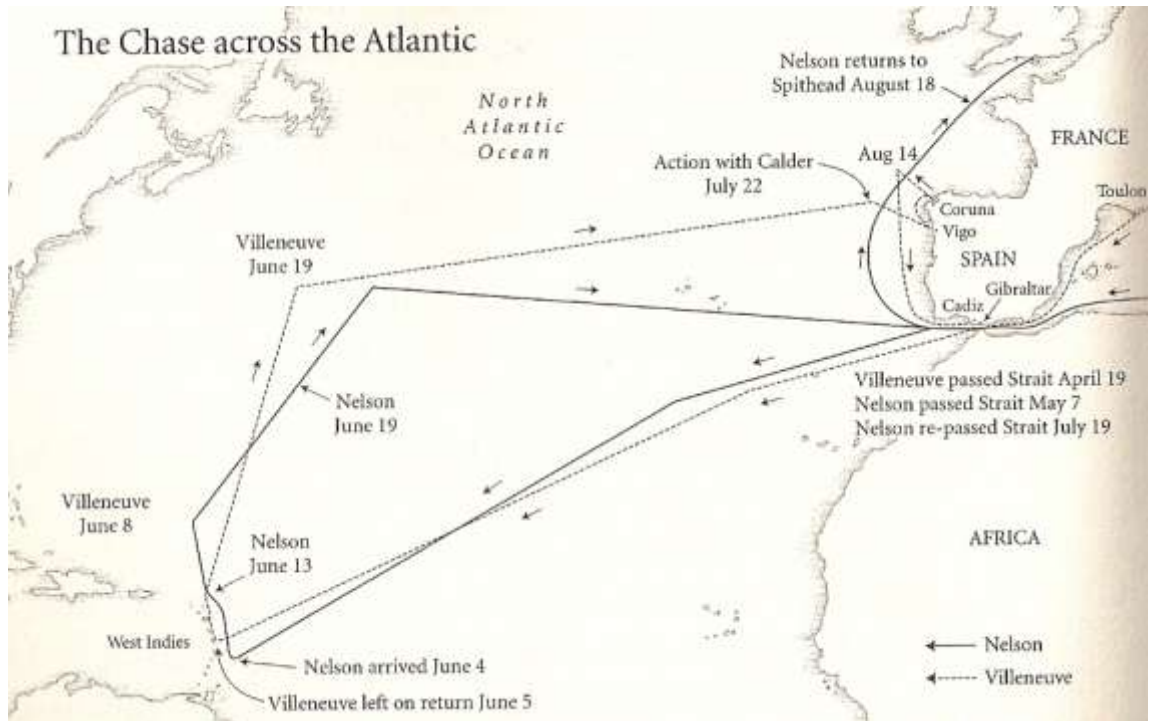 The Chase across the Atlantic
Nelson returns to
Spithead August 18
North
Atlantic
Ocean
FRANCE
Aug 14
Action with Calder
July 22
Toulon
Coruna
Vigo
Villeneuve
June 19
SPAIN
Gibraltar
Cadiz
Villeneuve passed Strait April 19
Nelson passed Strait May 7
Nelson re-passed Strait July 19
Nelson
June 19
Villeneuve
June 8
Nelson
June 13
AFRICA
West Indies
Nelson arrived June 4
Villeneuve left on return June 5
Nelson
Villeneuve